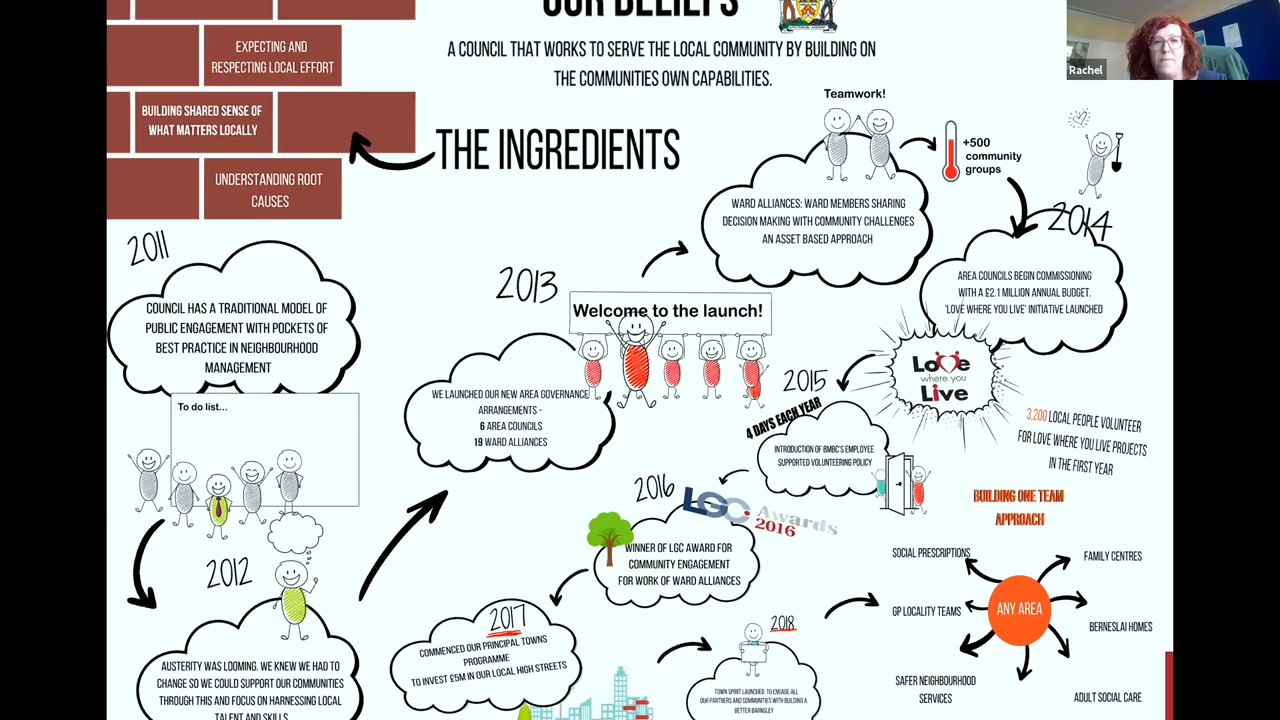 OUR BELIEFS
A COUNCIL THAT WORKS TO SERVE THE LOCAL COMMUNITY BY BUILDING ON
THE COMMUNITIES OWN CAPABILITIES.
Rachel
EXPECTING AND
RESPECTING LOCAL EFFORT
BUILDING SHARED SENSE OF
WHAT MATTERS LOCALLY
UNDERSTANDING ROOT
CAUSES
THE INGREDIENTS
Teamwork!
+500
community
groups
WARD ALLIANCES: WARD MEMBERS SHARING
DECISION MAKING WITH COMMUNITY CHALLENGES
AN ASSET BASED APPROACH
2011
COUNCIL HAS A TRADITIONAL MODEL OF
PUBLIC ENGAGEMENT WITH POCKETS OF
BEST PRACTICE IN NEIGHBOURHOOD
MANAGEMENT
To do list...
2012
AUSTERITY WAS LOOMING. WE KNEW WE HAD TO
CHANGE SO WE COULD SUPPORT OUR COMMUNITIES
THROUGH THIS AND FOCUS ON HARNESSING LOCAL
TALENT AND SKILLS
2013
Welcome to the launch!
WE LAUNCHED OUR NEW AREA GOVERNANCE
ARRANGEMENTS -
6 AREA COUNCILS
19 WARD ALLIANCES
2014
AREA COUNCILS BEGIN COMMISSIONING
WITH A £2.1 MILLION ANNUAL BUDGET.
'LOVE WHERE YOU LIVE' INITIATIVE LAUNCHED
Love
where you
Live
3,200 LOCAL PEOPLE VOLUNTEER
FOR LOVE WHERE YOU LIVE PROJECTS
IN THE FIRST YEAR
2015
4 DAYS EACH YEAR
INTRODUCTION OF BMBC'S EMPLOYEE
SUPPORTED VOLUNTEERING POLICY
2016
LGC Awards
2016
WINNER OF LGC AWARD FOR
COMMUNITY ENGAGEMENT
FOR WORK OF WARD ALLIANCES
2017
COMMENCED OUR PRINCIPAL TOWNS
PROGRAMME
TO INVEST £5M IN OUR LOCAL HIGH STREETS
2018
TOWN SPIRIT LAUNCHED TO ENGAGE ALL
OUR PARTNERS AND COMMUNITIES WITH BUILDING A
BETTER BARNSLEY
BUILDING ONE TEAM
APPROACH
SOCIAL PRESCRIPTIONS
FAMILY CENTRES
GP LOCALITY TEAMS
ANY AREA
BERNESLAI HOMES
SAFER NEIGHBOURHOOD
SERVICES
ADULT SOCIAL CARE